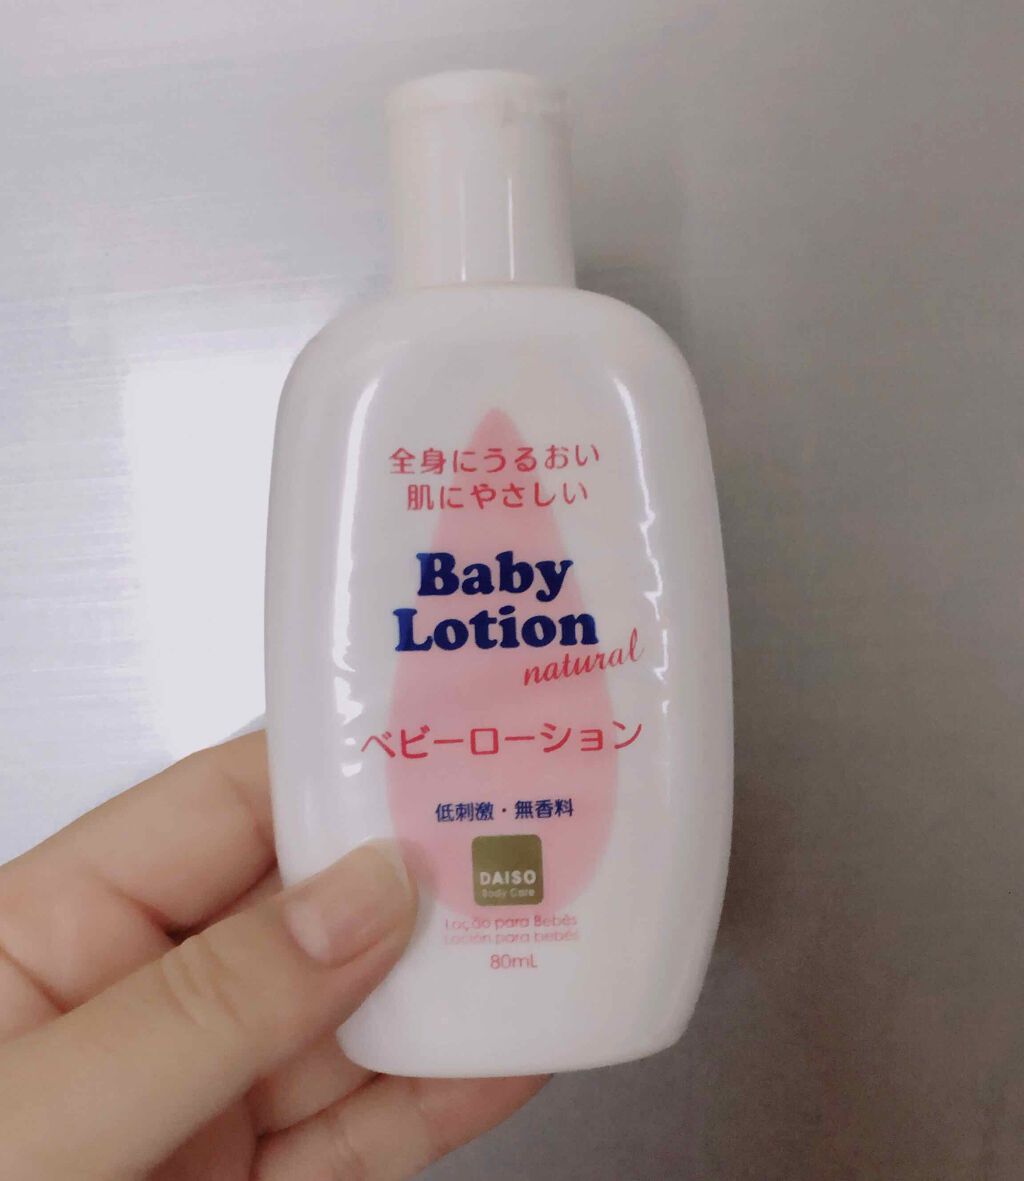 全身にうるおい
肌にやさしい
Baby
Lotion
natural
ベビーローション
低刺激・無香料
DAISO
Body Care
Loção para Bebês
Loción para bebés
80mL